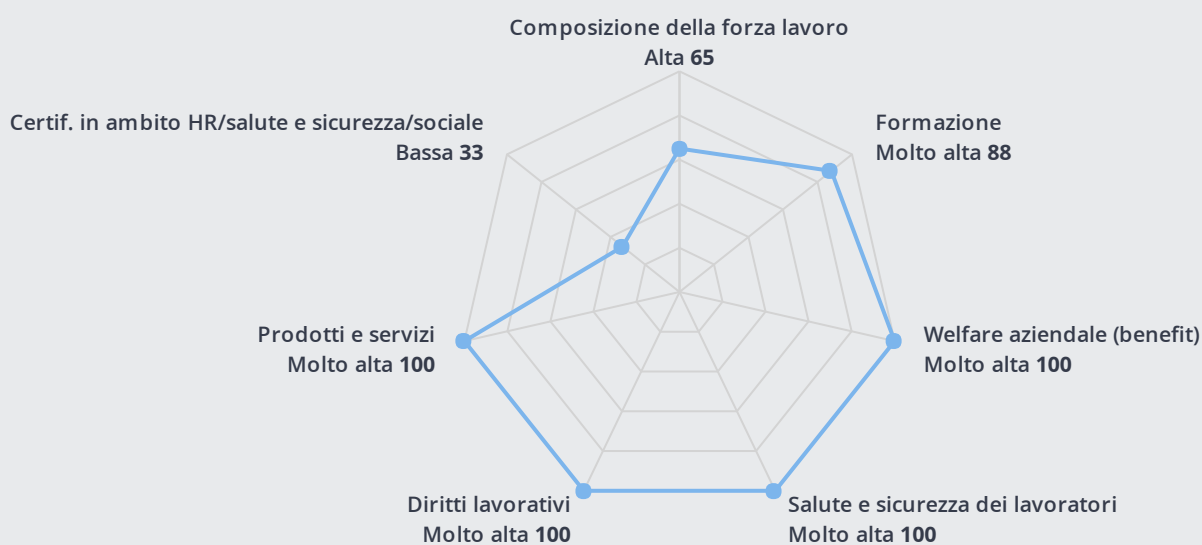 Composizione della forza lavoro
Alta 65
Certif. in ambito HR/salute e sicurezza/sociale
Bassa 33
Formazione
Molto alta 88
Prodotti e servizi
Molto alta 100
Welfare aziendale (benefit)
Molto alta 100
Diritti lavorativi
Molto alta 100
Salute e sicurezza dei lavoratori
Molto alta 100